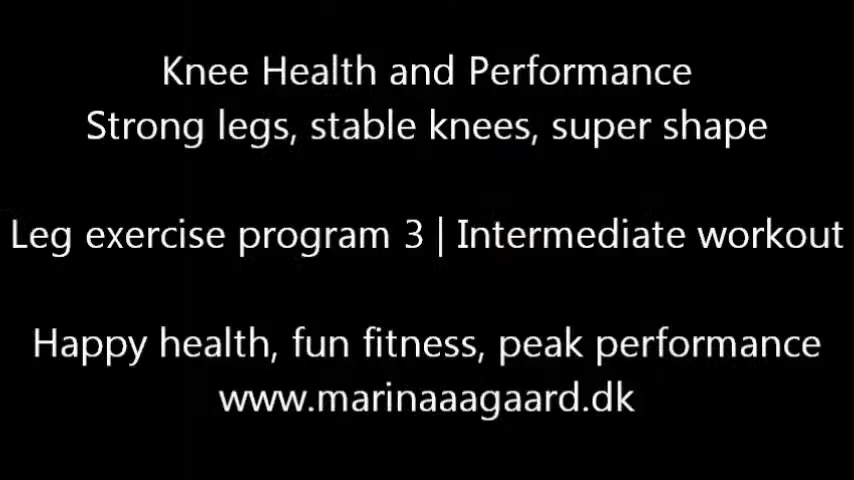 Knee Health and Performance
Strong legs, stable knees, super shape
Leg exercise program 3 | Intermediate workout
Happy health, fun fitness, peak performance
www.marinaaagaard.dk